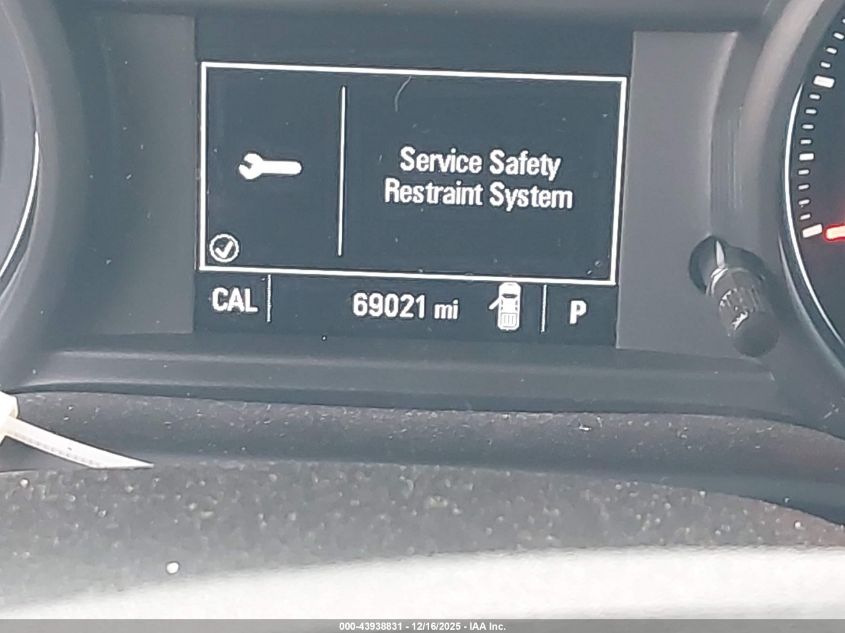 Service Safety
Restraint System
CAL 69021 mi P
000-43938831 - 12/16/2025 - IAA Inc.